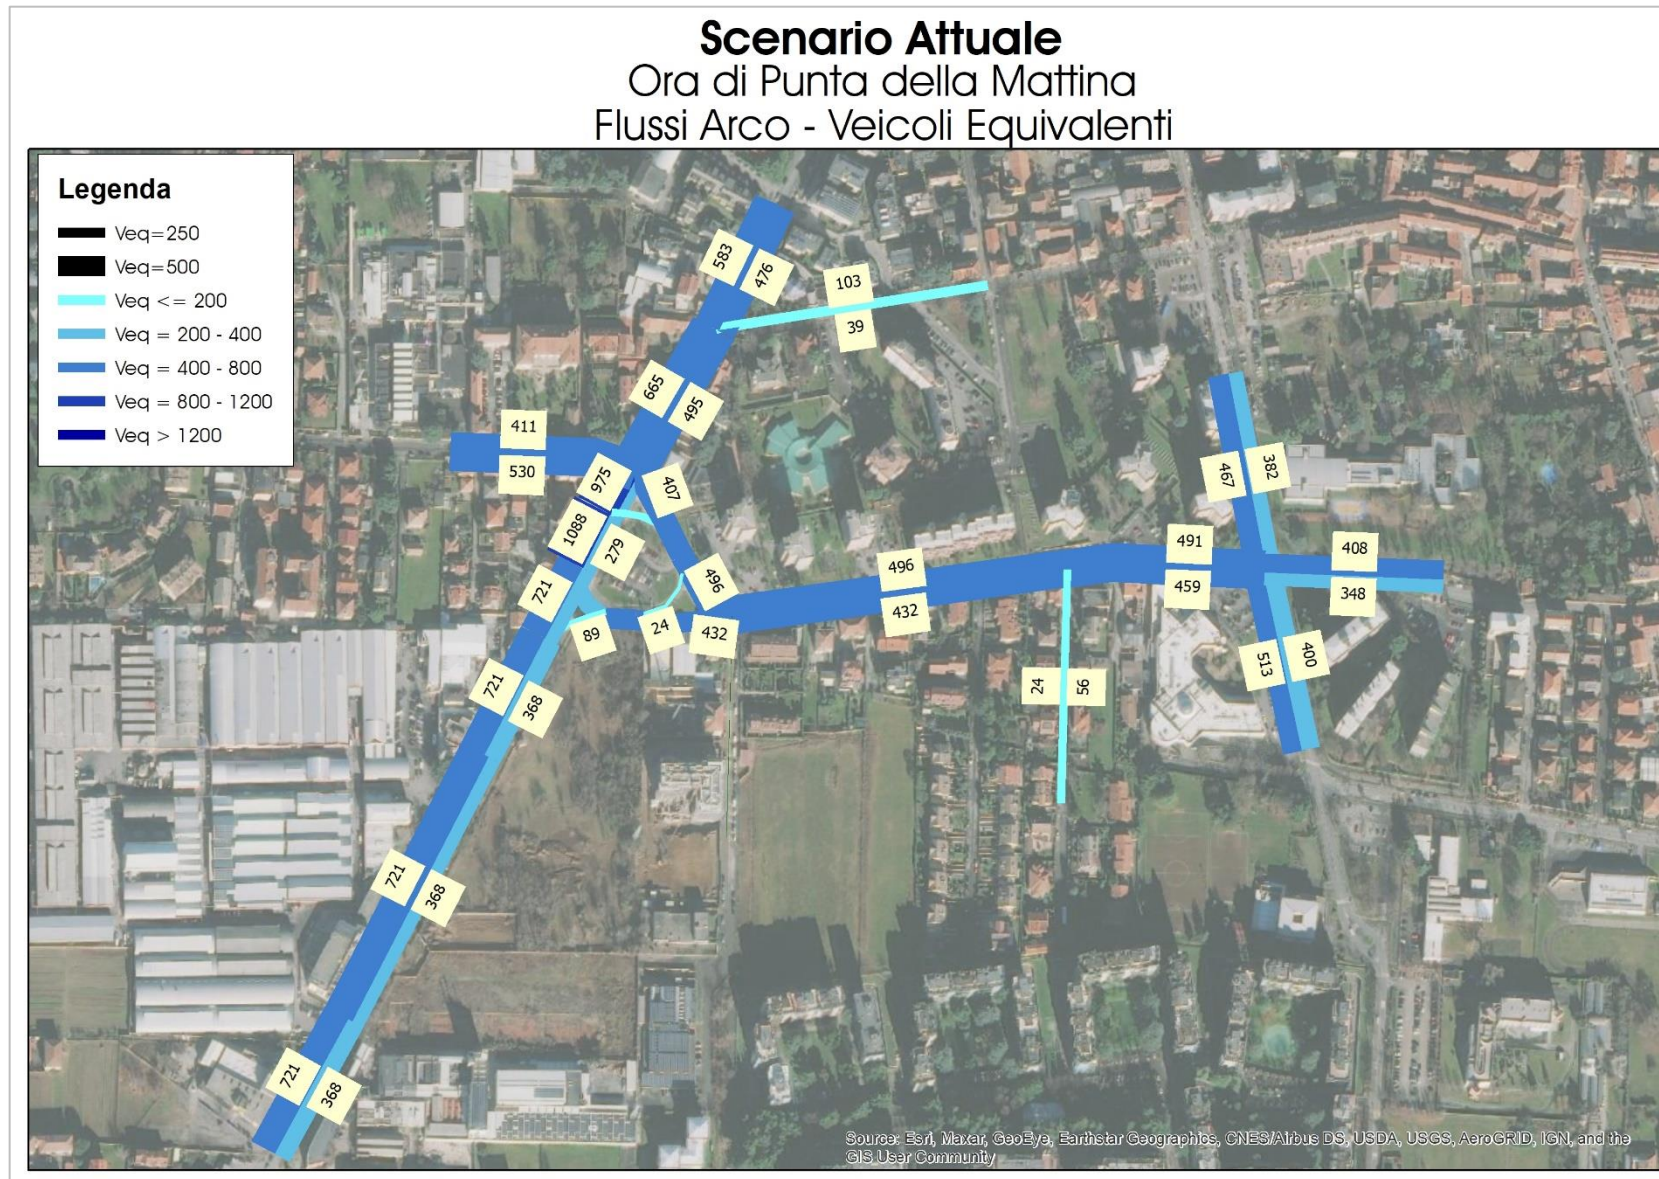 Scenario Attuale
Ora di Punta della Mattina
Flussi Arco - Veicoli Equivalenti
Legenda
Veq=250
Veq=500
Veq <= 200
Veq = 200 - 400
Veq = 400 - 800
Veq = 800 - 1200
Veq > 1200
583
476
103
39
665
495
411
530
975
407
1088
279
721
496
89
24
432
496
432
491
459
467
382
408
348
513
400
24
56
721
368
721
368
721
368
Source: Esri, Maxar, GeoEye, Earthstar Geographics, CNES/Airbus DS, USDA, USGS, AeroGRID, IGN, and the
GIS User Community